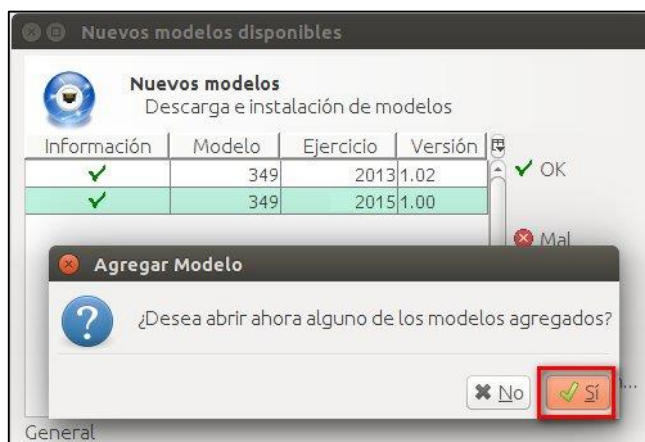 Nuevos modelos disponibles
Nuevos modelos
Descarga e instalación de modelos
Información Modelo Ejercicio Versión
349 2013 1.02
349 2015 1.00
OK
Mal
Agregar Modelo
¿Desea abrir ahora alguno de los modelos agregados?
No
Sí
General